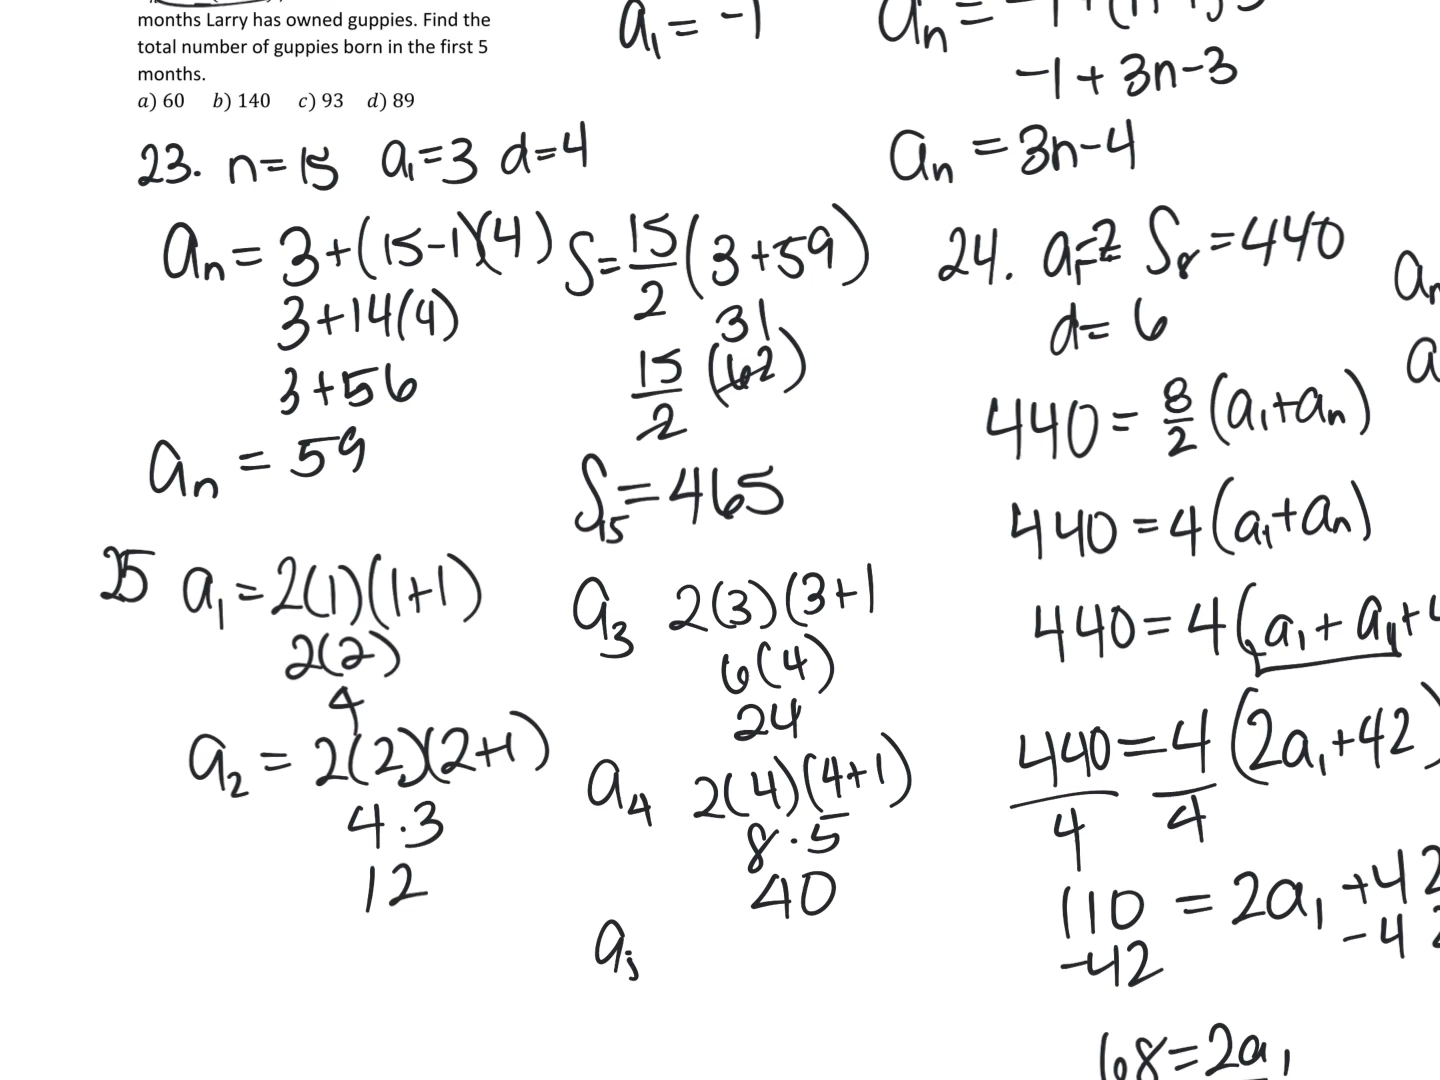 months Larry has owned guppies. Find the
total number of guppies born in the first 5
months.
a) 60 b) 140 c) 93 d) 89
a₁ = -1
-1 + 3n-3
aₙ = 3n-4
23. n=15 a₁=3 d=4
aₙ = 3+(15-1)(4)
3+14(4)
3+56
aₙ = 59
S = 15/2 (3+59)
31
15/2 (62)
S₁₅ = 465
24. a₁=? S₈=440
d= 6
440 = 8/2 (a₁+aₙ)
440 = 4(a₁+aₙ)
440 = 4(a₁+a₁+4
440/4 = 4/4 (2a₁+42)
110 = 2a₁ +42
-42 -42
68=2a₁
25 a₁ = 2(1)(1+1)
2(2)
4
a₂ = 2(2)(2+1)
4·3
12
a₃ 2(3)(3+1
6(4)
24
a₄ 2(4)(4+1)
8·5
40